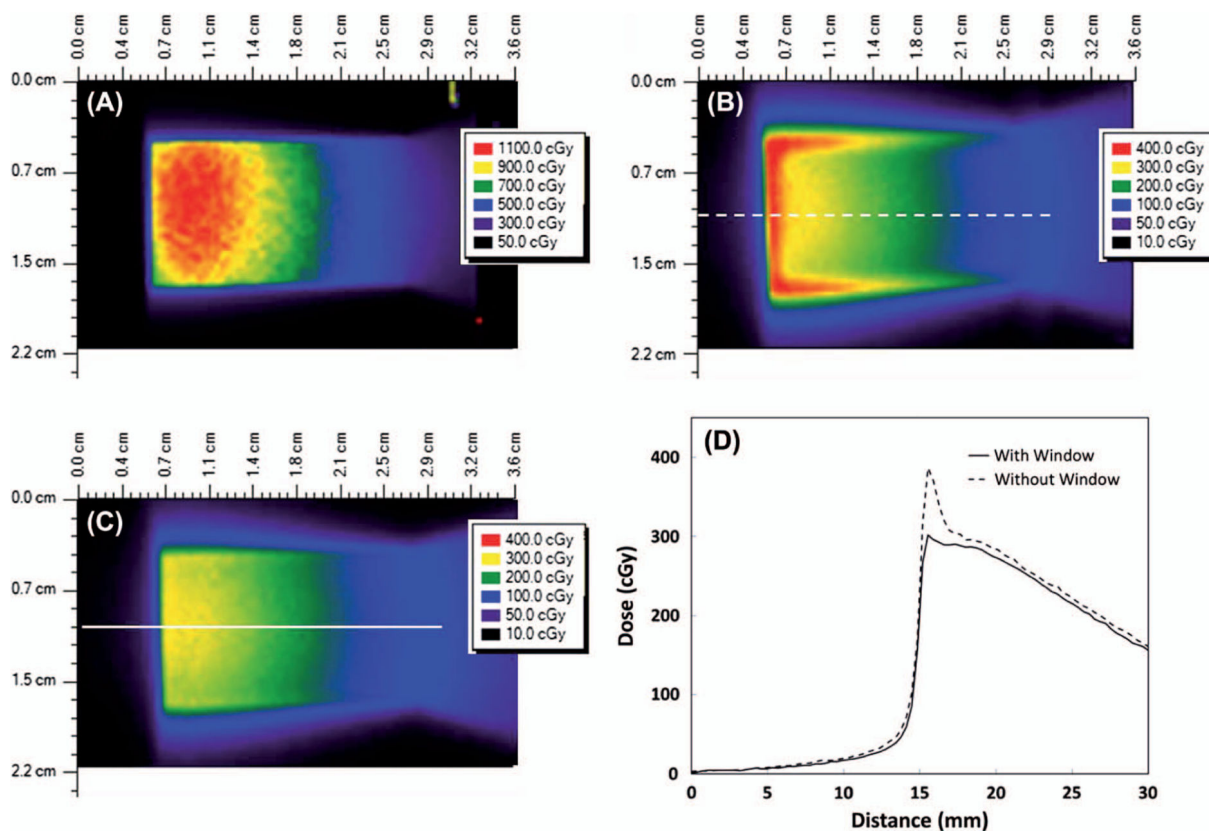 0.0 cm 0.4 cm 0.7 cm 1.1 cm 1.4 cm 1.8 cm 2.1 cm 2.5 cm 2.9 cm 3.2 cm 3.6 cm
0.0 cm
0.7 cm
1.5 cm
2.2 cm
(A)
1100.0 cGy
900.0 cGy
700.0 cGy
500.0 cGy
300.0 cGy
50.0 cGy
0.0 cm 0.4 cm 0.7 cm 1.1 cm 1.4 cm 1.8 cm 2.1 cm 2.5 cm 2.9 cm 3.2 cm 3.6 cm
0.0 cm
0.7 cm
1.5 cm
2.2 cm
(B)
400.0 cGy
300.0 cGy
200.0 cGy
100.0 cGy
50.0 cGy
10.0 cGy
0.0 cm 0.4 cm 0.7 cm 1.1 cm 1.4 cm 1.8 cm 2.1 cm 2.5 cm 2.9 cm 3.2 cm 3.6 cm
0.0 cm
0.7 cm
1.5 cm
2.2 cm
(C)
400.0 cGy
300.0 cGy
200.0 cGy
100.0 cGy
50.0 cGy
10.0 cGy
(D)
With Window
Without Window
Dose (cGy)
400
300
200
100
0
0 5 10 15 20 25 30
Distance (mm)